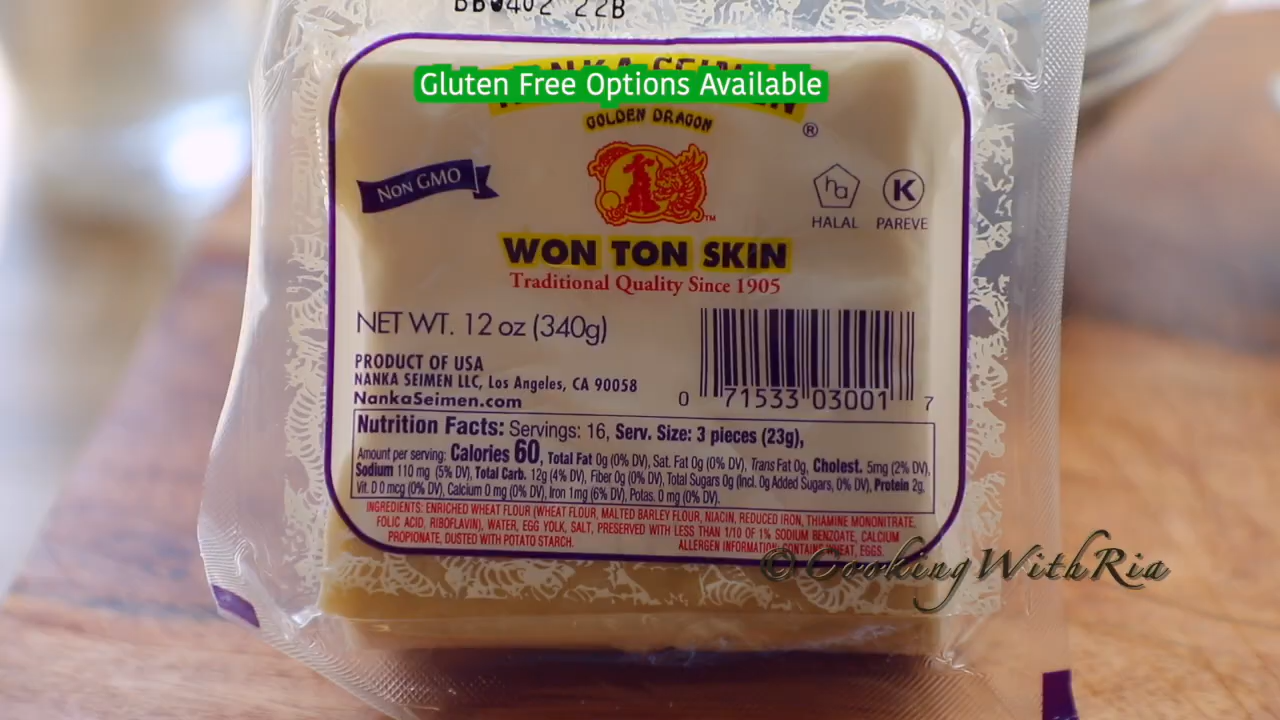 BB0402 22B
Gluten Free Options Available
NANKA SEIMEN
GOLDEN DRAGON
®
NON GMO
ha
K
HALAL PAREVE
TM
WON TON SKIN
Traditional Quality Since 1905
NET WT. 12 oz (340g)
PRODUCT OF USA
NANKA SEIMEN LLC, Los Angeles, CA 90058
NankaSeimen.com
0 71533 03001 7
Nutrition Facts: Servings: 16, Serv. Size: 3 pieces (23g),
Amount per serving: Calories 60, Total Fat 0g (0% DV), Sat. Fat 0g (0% DV), Trans Fat 0g, Cholest. 5mg (2% DV),
Sodium 110 mg (5% DV), Total Carb. 12g (4% DV), Fiber 0g (0% DV), Total Sugars 0g (Incl. 0g Added Sugars, 0% DV), Protein 2g,
Vit. D 0 mcg (0% DV), Calcium 0 mg (0% DV), Iron 1mg (6% DV), Potas. 0 mg (0% DV).
INGREDIENTS: ENRICHED WHEAT FLOUR (WHEAT FLOUR, MALTED BARLEY FLOUR, NIACIN, REDUCED IRON, THIAMINE MONONITRATE,
FOLIC ACID, RIBOFLAVIN), WATER, EGG YOLK, SALT, PRESERVED WITH LESS THAN 1/10 OF 1% SODIUM BENZOATE, CALCIUM
PROPIONATE, DUSTED WITH POTATO STARCH. ALLERGEN INFORMATION: CONTAINS WHEAT, EGGS.
© CookingWithRia